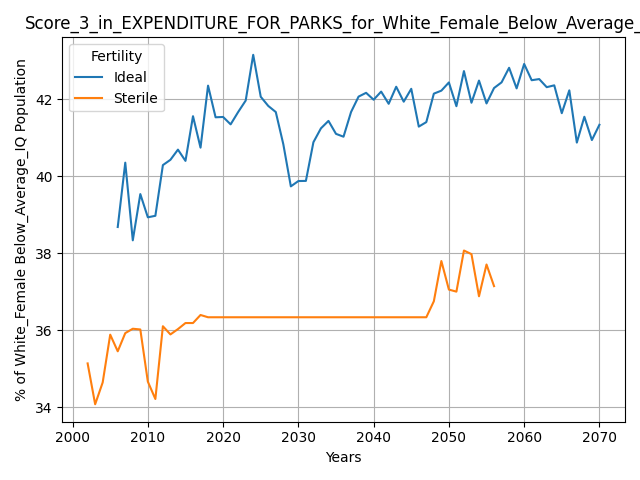 Score_3_in_EXPENDITURE_FOR_PARKS_for_White_Female_Below_Average_
Fertility
Ideal
Sterile
% of White_Female Below_Average_IQ Population
42
40
38
36
34
2000 2010 2020 2030 2040 2050 2060 2070
Years